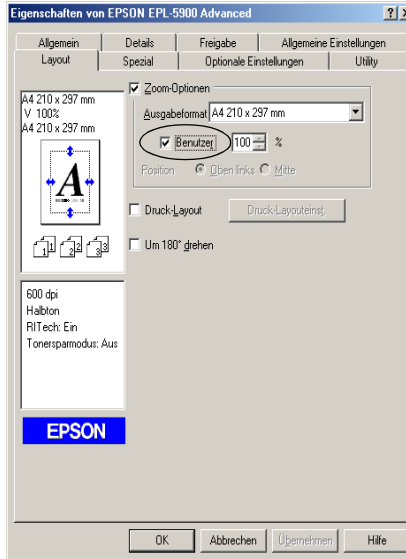 Eigenschaften von EPSON EPL-5900 Advanced
Allgemein Details Freigabe Allgemeine Einstellungen
Layout Spezial Optionale Einstellungen Utility
A4 210 x 297 mm
V 100%
A4 210 x 297 mm
A
1 1 2 2 3 3
600 dpi
Halbton
RITech: Ein
Tonersparmodus: Aus
EPSON
Zoom-Optionen
Ausgabeformat A4 210 x 297 mm
Benutzer 100 %
Position Oben links Mitte
Druck-Layout Druck-Layouteinst.
Um 180° drehen
OK Abbrechen Übernehmen Hilfe